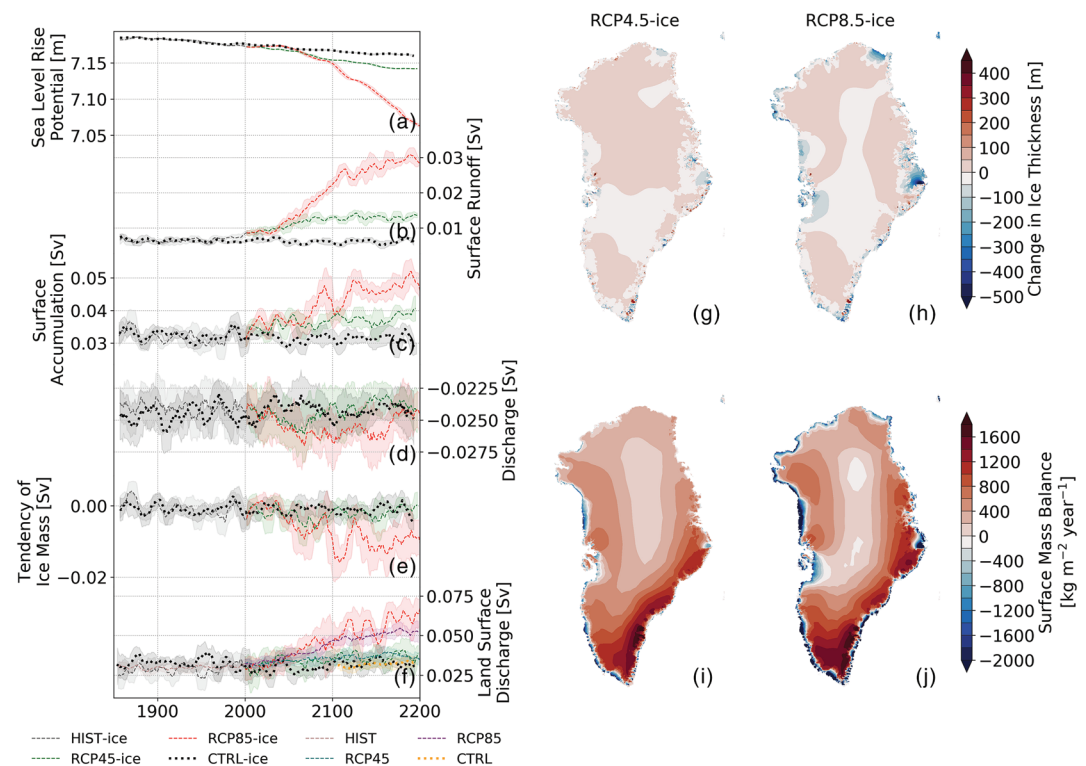 RCP4.5-ice
RCP8.5-ice
Sea Level Rise
Potential [m]
7.15
7.10
7.05
(a)
Surface Runoff [Sv]
0.03
0.02
0.01
(b)
Surface
Accumulation [Sv]
0.05
0.04
0.03
(c)
Discharge [Sv]
−0.0225
−0.0250
−0.0275
(d)
Tendency of
Ice Mass [Sv]
0.00
−0.02
(e)
Land Surface
Discharge [Sv]
0.075
0.050
0.025
(f)
1900
2000
2100
2200
(g)
(h)
400
300
200
100
0
−100
−200
−300
−400
−500
Change in Ice Thickness [m]
(i)
(j)
1600
1200
800
400
0
−400
−800
−1200
−1600
−2000
Surface Mass Balance
[kg m−2 year−1]
HIST-ice
RCP85-ice
HIST
RCP85
RCP45-ice
CTRL-ice
RCP45
CTRL